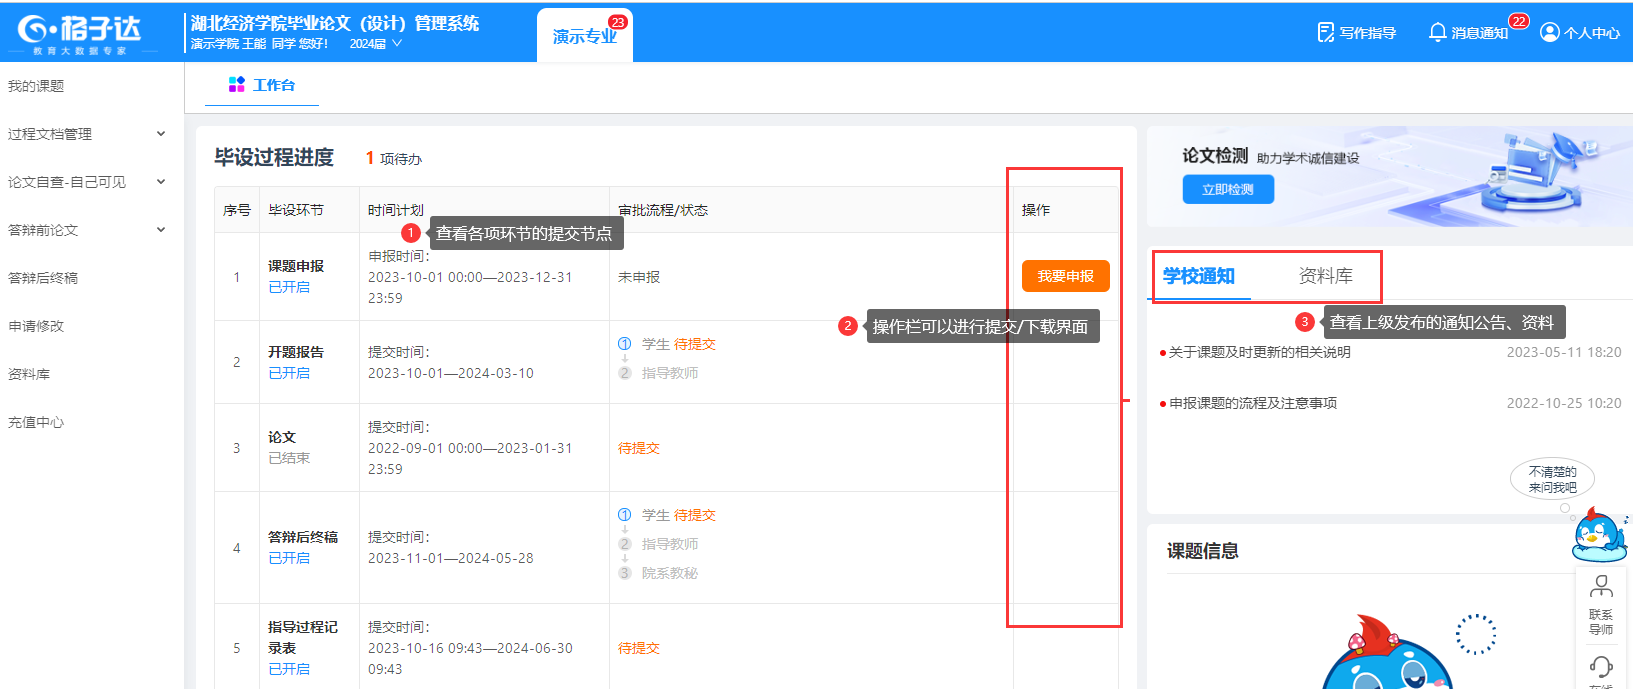 格子达
教育大数据专家
湖北经济学院毕业论文（设计）管理系统
演示学院 王能 同学 您好！ 2024届
演示专业
23
写作指导
消息通知
22
个人中心
我的课题
过程文档管理
论文自查-自己可见
答辩前论文
答辩后终稿
申请修改
资料库
充值中心
工作台
毕设过程进度 1 项待办
序号 毕设环节 时间计划 审批流程/状态 操作
1 查看各项环节的提交节点
1
课题申报
已开启
申报时间：
2023-10-01 00:00—2023-12-31
23:59
未申报
我要申报
2 操作栏可以进行提交/下载界面
2
开题报告
已开启
提交时间：
2023-10-01—2024-03-10
1 学生 待提交
2 指导教师
3
论文
已结束
提交时间：
2022-09-01 00:00—2023-01-31
23:59
待提交
4
答辩后终稿
已开启
提交时间：
2023-11-01—2024-05-28
1 学生 待提交
2 指导教师
3 院系教秘
5
指导过程记
录表
已开启
提交时间：
2023-10-16 09:43—2024-06-30
09:43
待提交
论文检测 助力学术诚信建设
立即检测
学校通知 资料库
3 查看上级发布的通知公告、资料
关于课题及时更新的相关说明 2023-05-11 18:20
申报课题的流程及注意事项 2022-10-25 10:20
不清楚的
来问我吧
课题信息
联系
导师